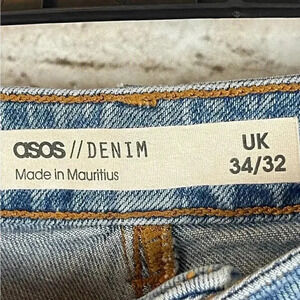 asos // DENIM
Made in Mauritius
UK
34/32